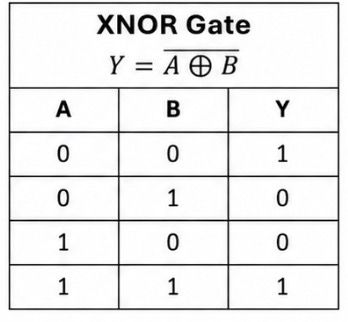 XNOR Gate
Y = \overline{A ⊕ B}
A B Y
0 0 1
0 1 0
1 0 0
1 1 1